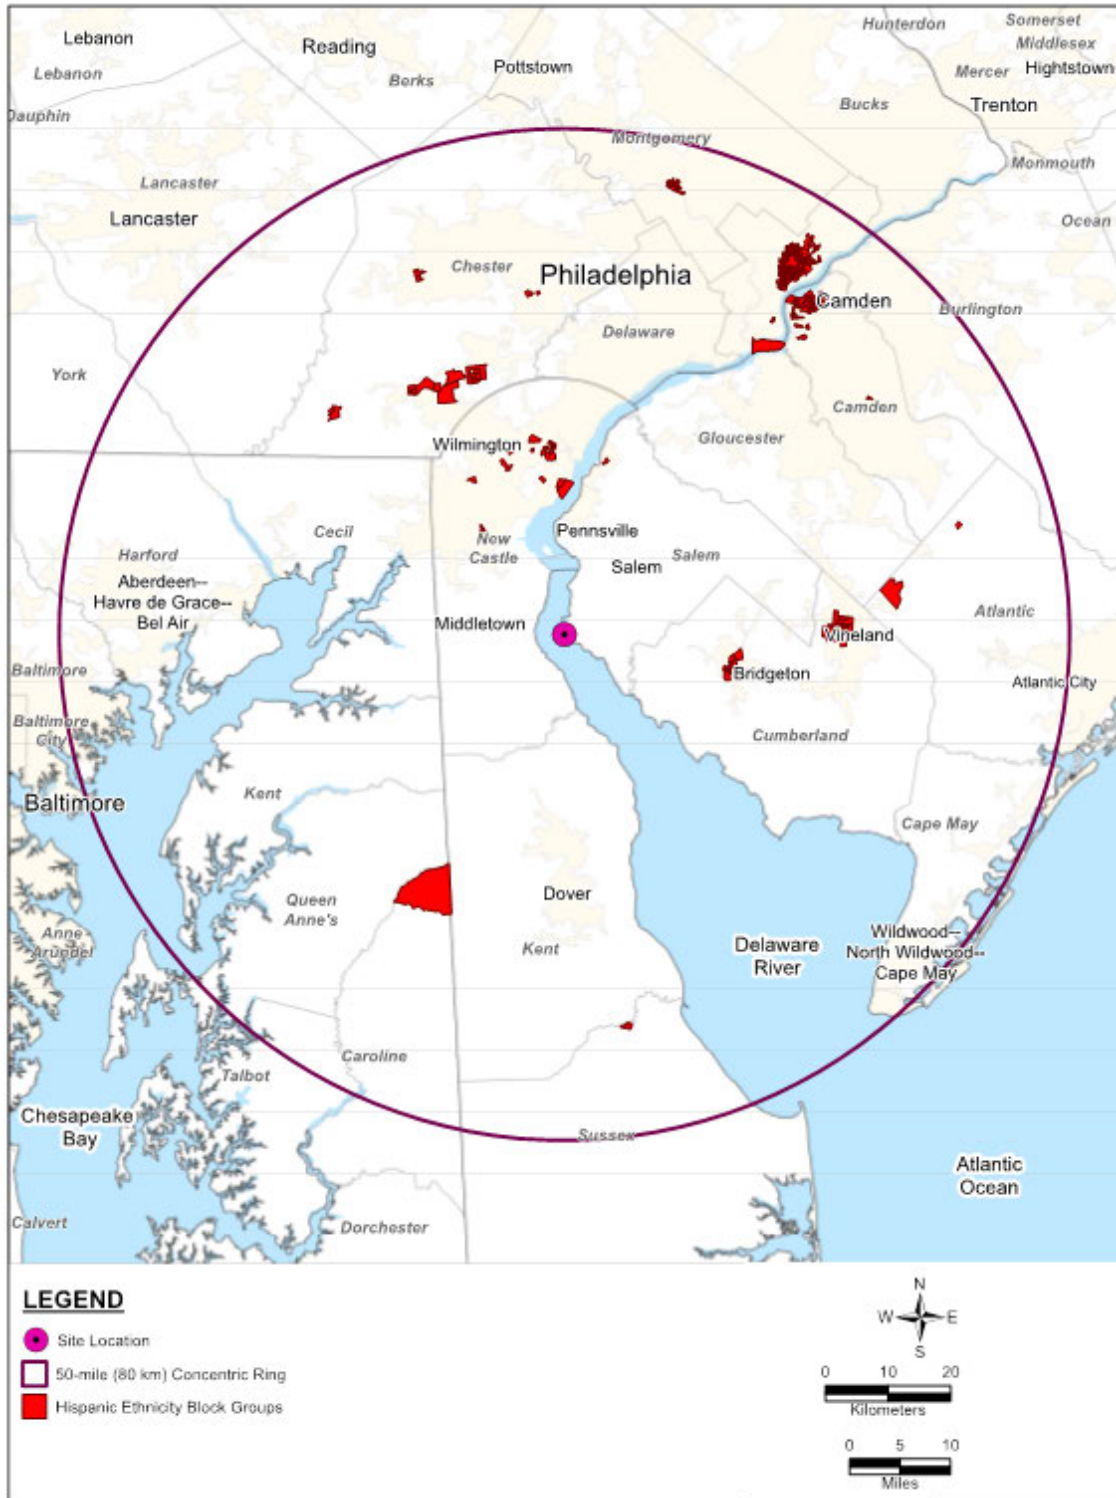 Hunterdon
Somerset
Lebanon
Reading
Middlesex
Lebanon
Berks
Pottstown
Mercer
Hightstown
Dauphin
Bucks
Trenton
Montgomery
Monmouth
Lancaster
Lancaster
Ocean
Chester
Philadelphia
Camden
Burlington
Delaware
York
Camden
Gloucester
Wilmington
Cecil
Pennsville
New
Castle
Harford
Salem
Salem
Aberdeen--
Havre de Grace--
Bel Air
Middletown
Atlantic
Vineland
Baltimore
Bridgeton
Atlantic City
Baltimore
City
Cumberland
Baltimore
Kent
Cape May
Queen
Anne's
Dover
Anne
Arundel
Kent
Delaware
River
Wildwood--
North Wildwood--
Cape May
Caroline
Talbot
Chesapeake
Bay
Sussex
Atlantic
Ocean
Calvert
Dorchester
LEGEND
Site Location
50-mile (80 km) Concentric Ring
Hispanic Ethnicity Block Groups
N
W E
S
0 10 20
Kilometers
0 5 10
Miles